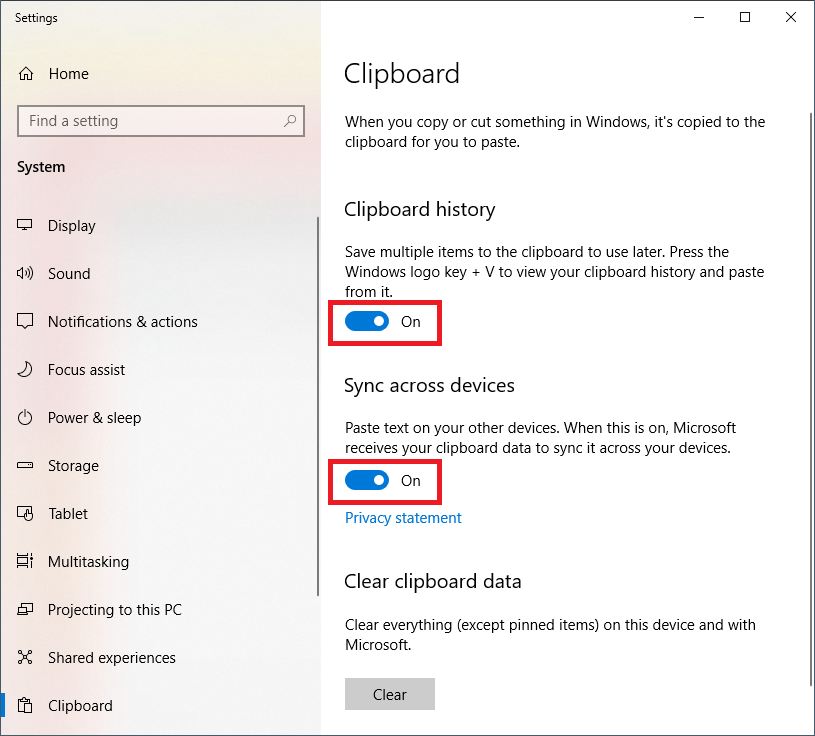 Settings
Home
Find a setting
System
Display
Sound
Notifications & actions
Focus assist
Power & sleep
Storage
Tablet
Multitasking
Projecting to this PC
Shared experiences
Clipboard
Clipboard
When you copy or cut something in Windows, it's copied to the
clipboard for you to paste.
Clipboard history
Save multiple items to the clipboard to use later. Press the
Windows logo key + V to view your clipboard history and paste
from it.
On
Sync across devices
Paste text on your other devices. When this is on, Microsoft
receives your clipboard data to sync it across your devices.
On
Privacy statement
Clear clipboard data
Clear everything (except pinned items) on this device and with
Microsoft.
Clear